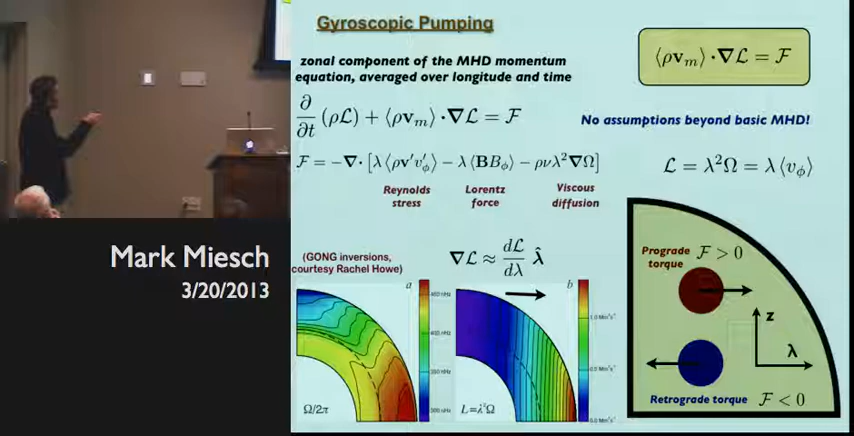 Gyroscopic Pumping
zonal component of the MHD momentum
equation, averaged over longitude and time
∂/∂t (ρℒ) + ⟨ρv_m⟩·∇ℒ = ℱ
ℱ = −∇·[λ⟨ρv′v′_φ⟩ − λ⟨BB_φ⟩ − ρνλ²∇Ω]
Reynolds stress
Lorentz force
Viscous diffusion
⟨ρv_m⟩·∇ℒ = ℱ
No assumptions beyond basic MHD!
ℒ = λ²Ω = λ⟨v_φ⟩
Mark Miesch
3/20/2013
(GONG inversions,
courtesy Rachel Howe)
∇ℒ ≈ dℒ/dλ λ̂
a
Ω/2π
b
L=λ²Ω
Prograde torque ℱ > 0
z
λ
Retrograde torque ℱ < 0